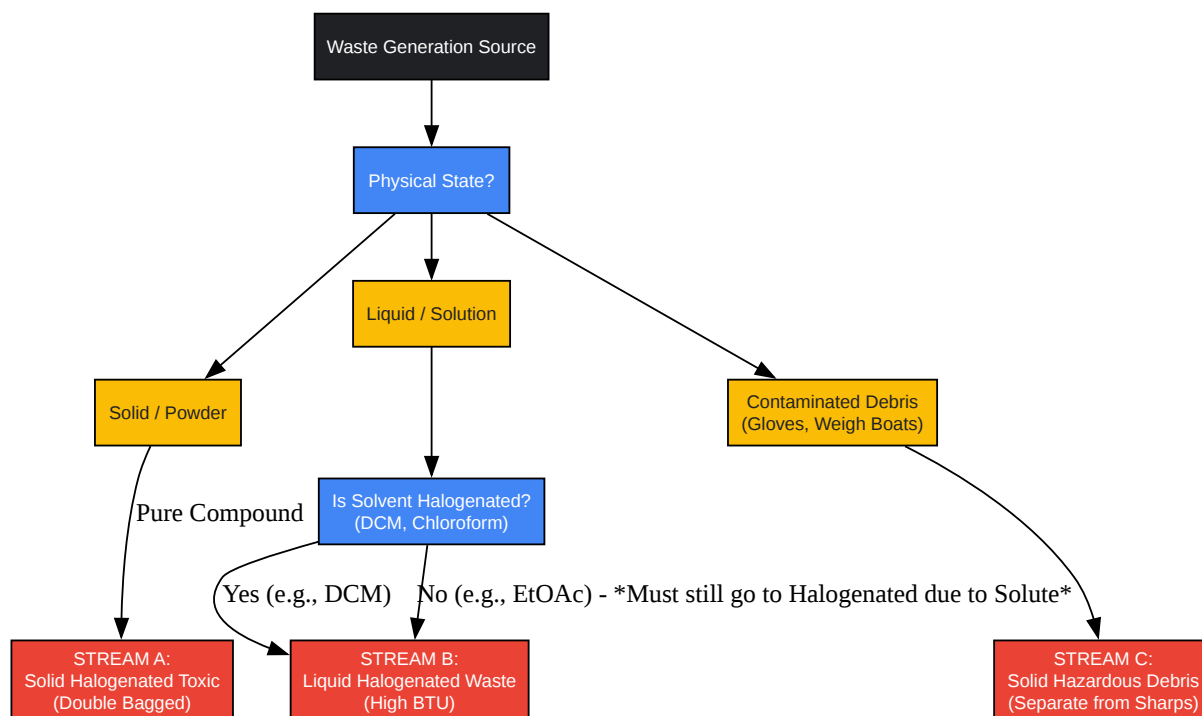 Waste Generation Source
Physical State?
Liquid / Solution
Solid / Powder
Contaminated Debris
(Gloves, Weigh Boats)
Is Solvent Halogenated?
(DCM, Chloroform)
Pure Compound
Yes (e.g., DCM)
No (e.g., EtOAc) - *Must still go to Halogenated due to Solute*
STREAM A:
Solid Halogenated Toxic
(Double Bagged)
STREAM B:
Liquid Halogenated Waste
(High BTU)
STREAM C:
Solid Hazardous Debris
(Separate from Sharps)